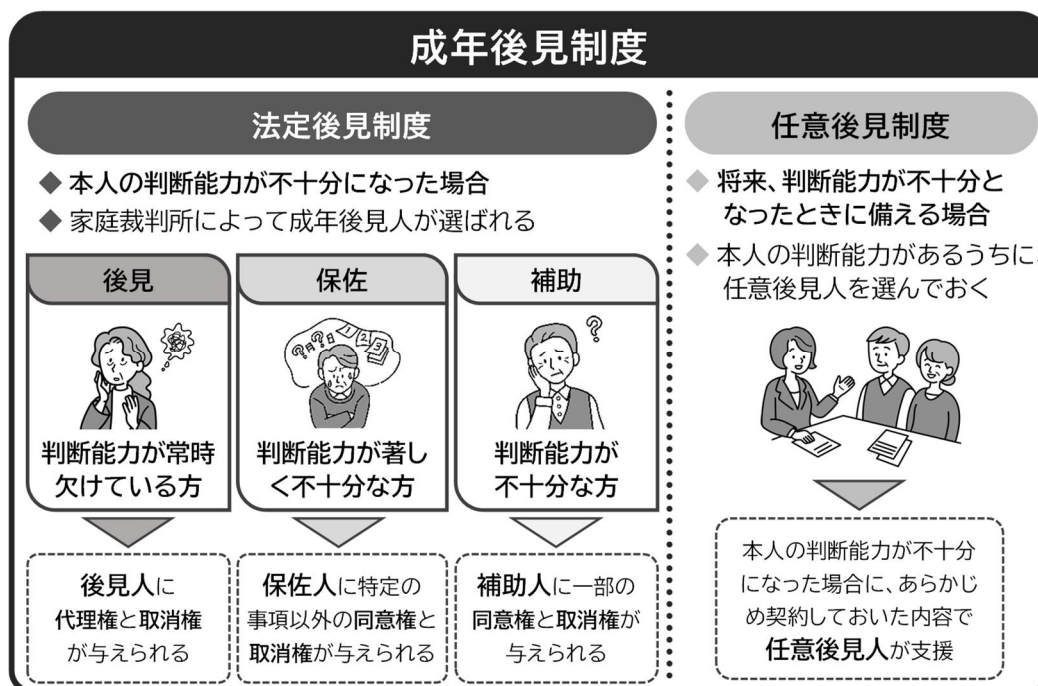 成年後見制度
法定後見制度
◆ 本人の判断能力が不十分になった場合
◆ 家庭裁判所によって成年後見人が選ばれる
後見
判断能力が常時
欠けている方
後見人に
代理権と取消権
が与えられる
保佐
?月?日
1 2 3
判断能力が著し
く不十分な方
保佐人に特定の
事項以外の同意権と
取消権が与えられる
補助
?
判断能力が
不十分な方
補助人に一部の
同意権と取消権が
与えられる
任意後見制度
◆ 将来、判断能力が不十分と
なったときに備える場合
◆ 本人の判断能力があるうちに、
任意後見人を選んでおく
本人の判断能力が不十分
になった場合に、あらかじ
め契約しておいた内容で
任意後見人が支援